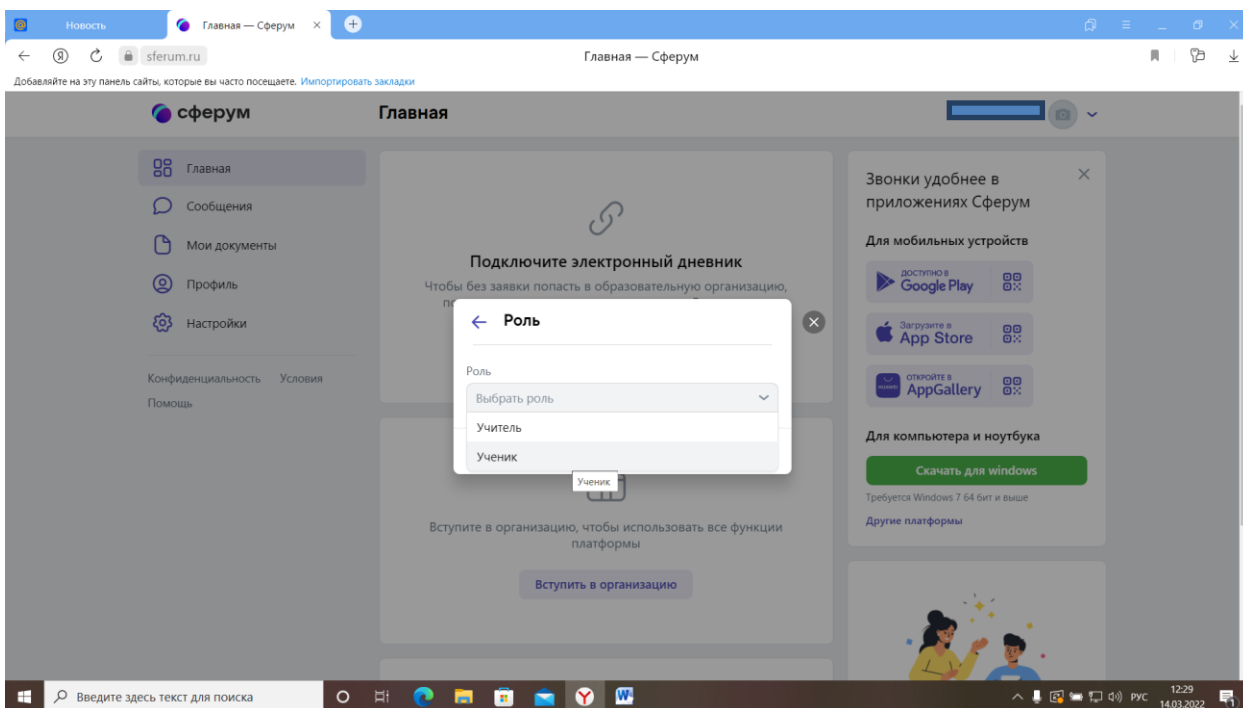 Новость
Главная — Сферум
sferum.ru
Главная — Сферум
Добавляйте на эту панель сайты, которые вы часто посещаете. Импортировать закладки
сферум
Главная
Главная
Сообщения
Мои документы
Профиль
Настройки
Конфиденциальность Условия
Помощь
Подключите электронный дневник
Чтобы без заявки попасть в образовательную организацию,
Роль
Роль
Выбрать роль
Учитель
Ученик
Ученик
Вступите в организацию, чтобы использовать все функции
платформы
Вступить в организацию
Звонки удобнее в
приложениях Сферум
Для мобильных устройств
ДОСТУПНО В
Google Play
Загрузите в
App Store
ОТКРОЙТЕ В
AppGallery
Для компьютера и ноутбука
Скачать для windows
Требуется Windows 7 64 бит и выше
Другие платформы
Введите здесь текст для поиска
РУС
12:29
14.03.2022